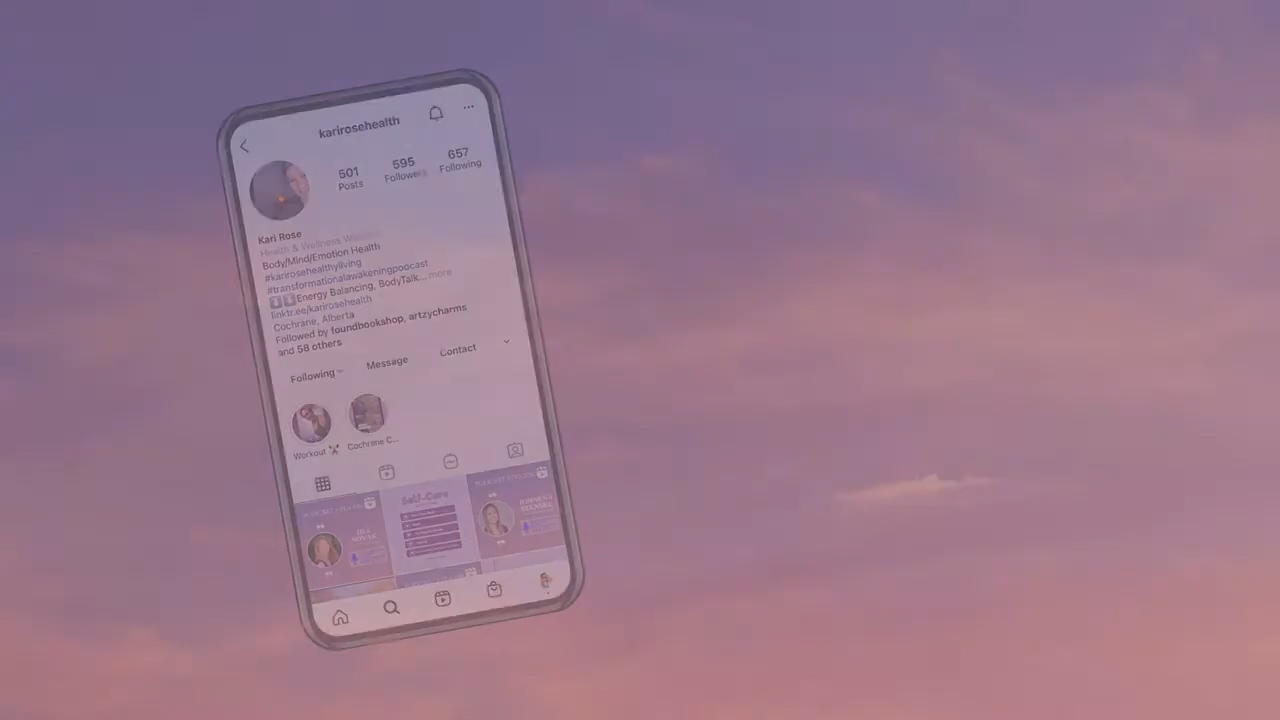 karirosehealth
501 595 657
Posts Followers Following
Kari Rose
Health & Wellness
Body/Mind/Emotion Health
#karirosehealthyliving
#transformationalawakeningpodcast
⬇️⬇️Energy Balancing, BodyTalk... more
linktr.ee/karirosehealth
Cochrane, Alberta
Followed by foundbookshop, artzycharms
and 58 others
Following Message Contact
Workout Cochrane C...
Self-Care